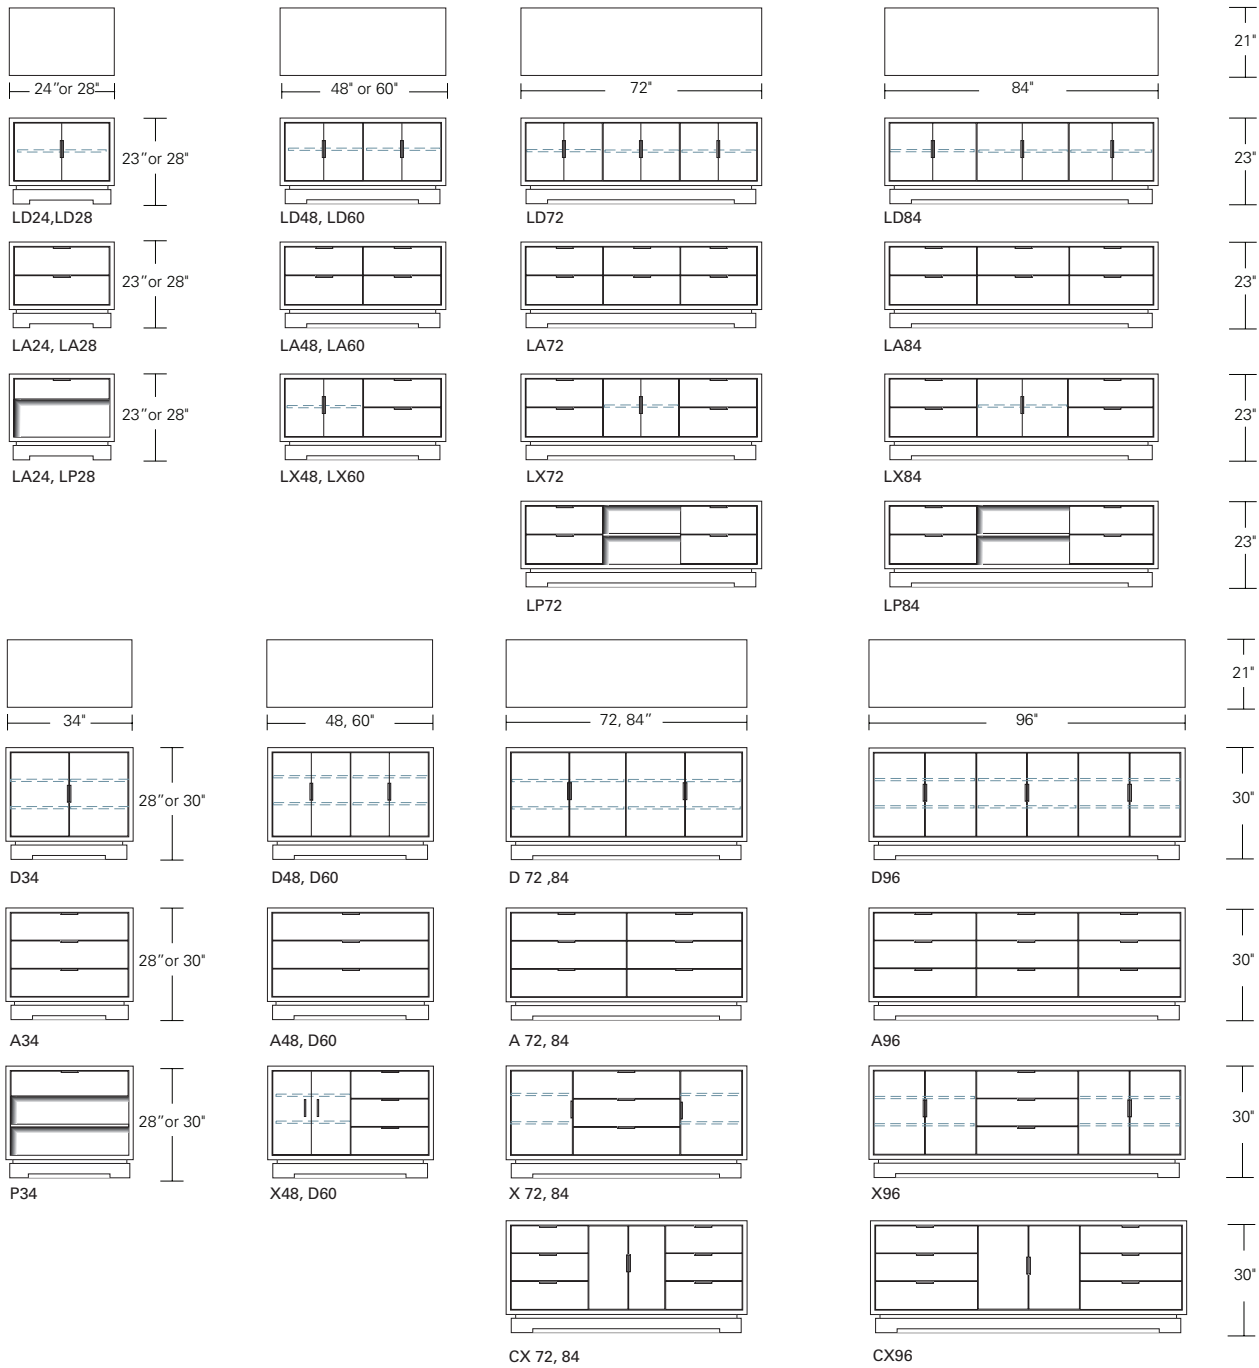 21"
24”or 28"
48" or 60"
72"
84"
23”or 28"
23"
LD24,LD28
LD48, LD60
LD72
LD84
23”or 28"
23"
LA24, LA28
LA48, LA60
LA72
LA84
23”or 28"
23"
LA24, LP28
LX48, LX60
LX72
LX84
23"
LP72
LP84
21"
34"
48, 60"
72, 84”
96"
28”or 30"
30"
D34
D48, D60
D 72 ,84
D96
28”or 30"
30"
A34
A48, D60
A 72, 84
A96
28”or 30"
30"
P34
X48, D60
X 72, 84
X96
30"
CX 72, 84
CX96